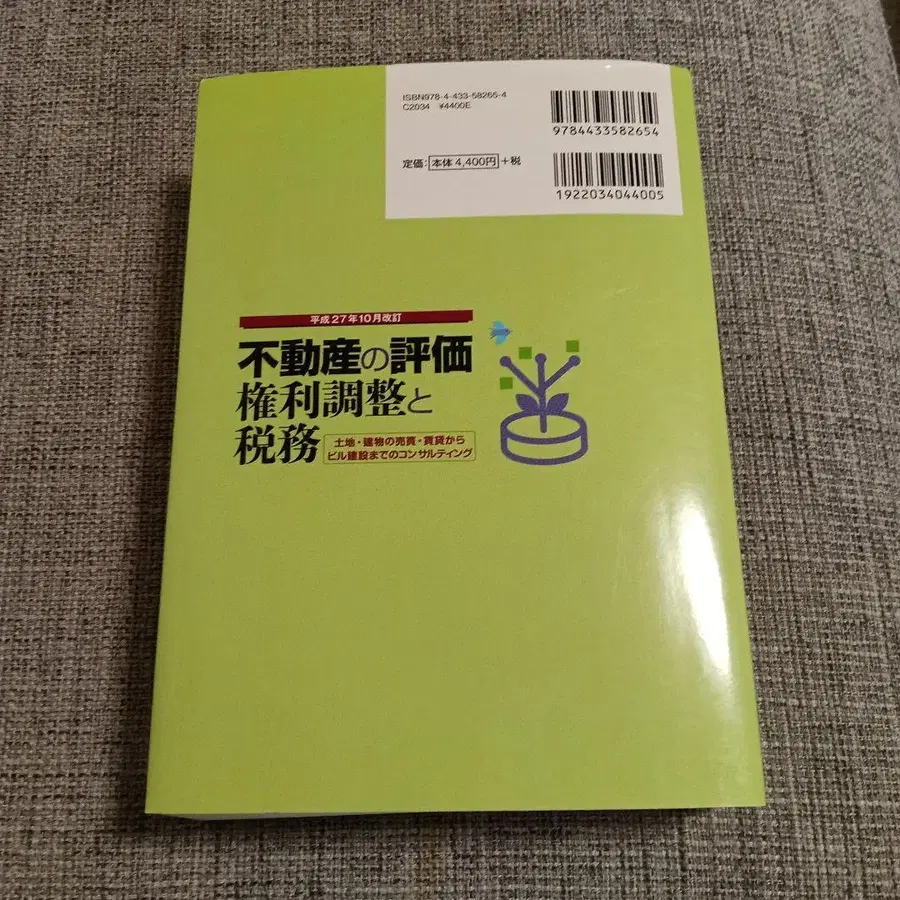 ISBN978-4-433-58265-4
C2034 ¥4400E
9784433582654
定価：本体 4,400円＋税
1922034044005
平成27年10月改訂
不動産の評価
権利調整と
税務
土地・建物の売買・賃貸から
ビル建設までのコンサルティング